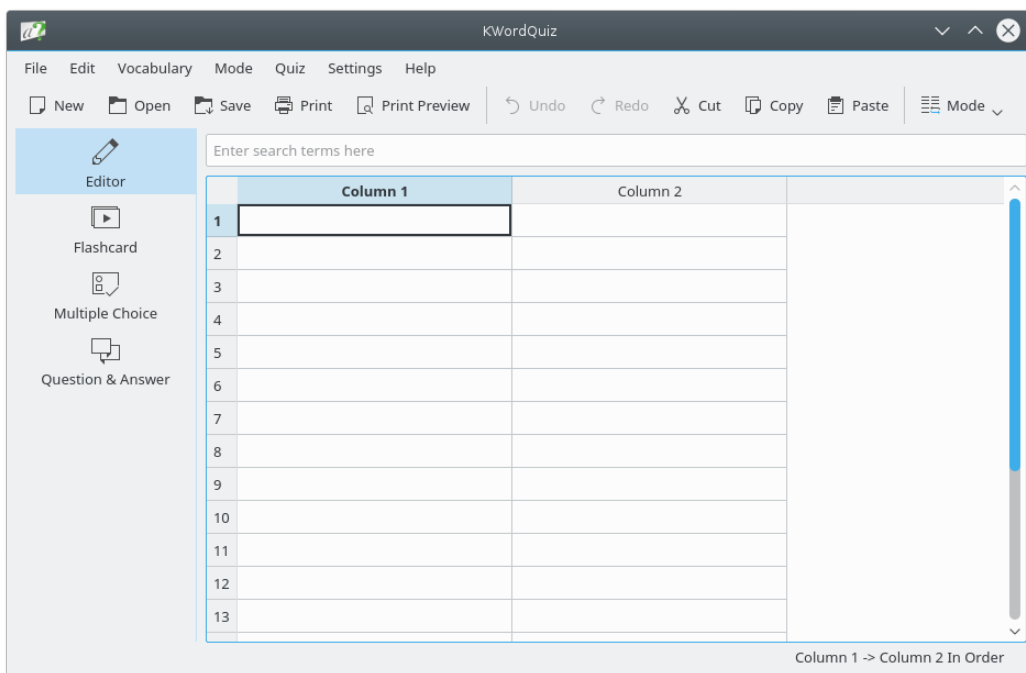 KWordQuiz
File Edit Vocabulary Mode Quiz Settings Help
New Open Save Print Print Preview Undo Redo Cut Copy Paste Mode
Editor
Flashcard
Multiple Choice
Question & Answer
Enter search terms here
Column 1 Column 2
1
2
3
4
5
6
7
8
9
10
11
12
13
Column 1 -> Column 2 In Order